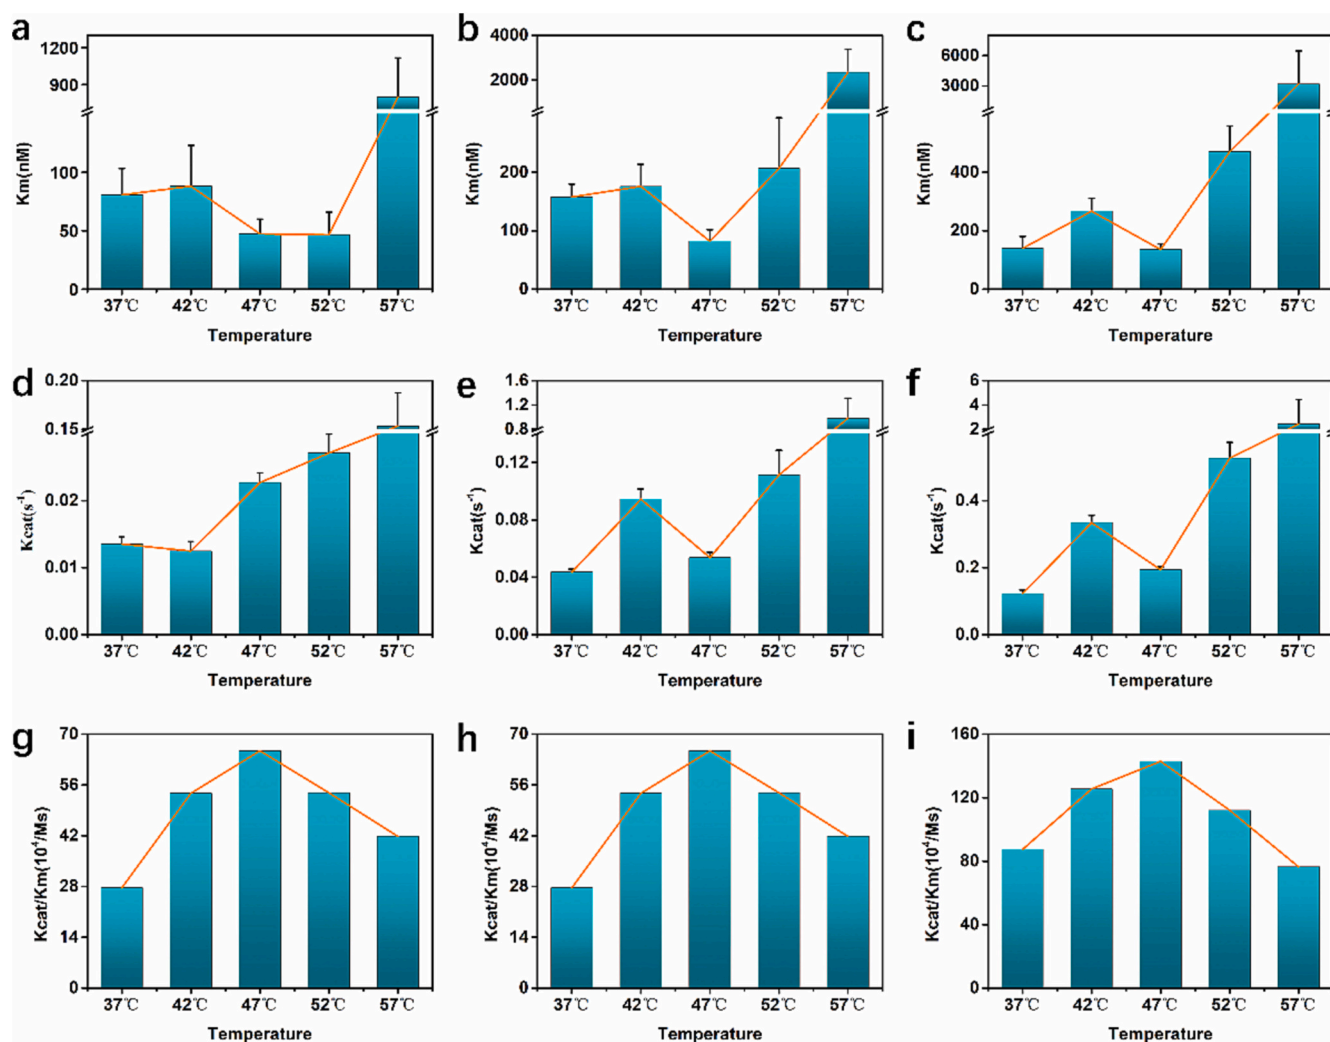 a
1200
900
100
50
0
Km(nM)
37℃ 42℃ 47℃ 52℃ 57℃
Temperature
b
4000
2000
200
100
0
Km(nM)
37℃ 42℃ 47℃ 52℃ 57℃
Temperature
c
6000
3000
400
200
0
Km(nM)
37℃ 42℃ 47℃ 52℃ 57℃
Temperature
d
0.20
0.15
0.02
0.01
0.00
Kcat(s⁻¹)
37℃ 42℃ 47℃ 52℃ 57℃
Temperature
e
1.6
1.2
0.8
0.12
0.08
0.04
0.00
Kcat(s⁻¹)
37℃ 42℃ 47℃ 52℃ 57℃
Temperature
f
6
4
2
0.4
0.2
0.0
Kcat(s⁻¹)
37℃ 42℃ 47℃ 52℃ 57℃
Temperature
g
70
56
42
28
14
0
Kcat/Km(10⁴/Ms)
37℃ 42℃ 47℃ 52℃ 57℃
Temperature
h
70
56
42
28
14
0
Kcat/Km(10⁴/Ms)
37℃ 42℃ 47℃ 52℃ 57℃
Temperature
i
160
120
80
40
0
Kcat/Km(10⁴/Ms)
37℃ 42℃ 47℃ 52℃ 57℃
Temperature